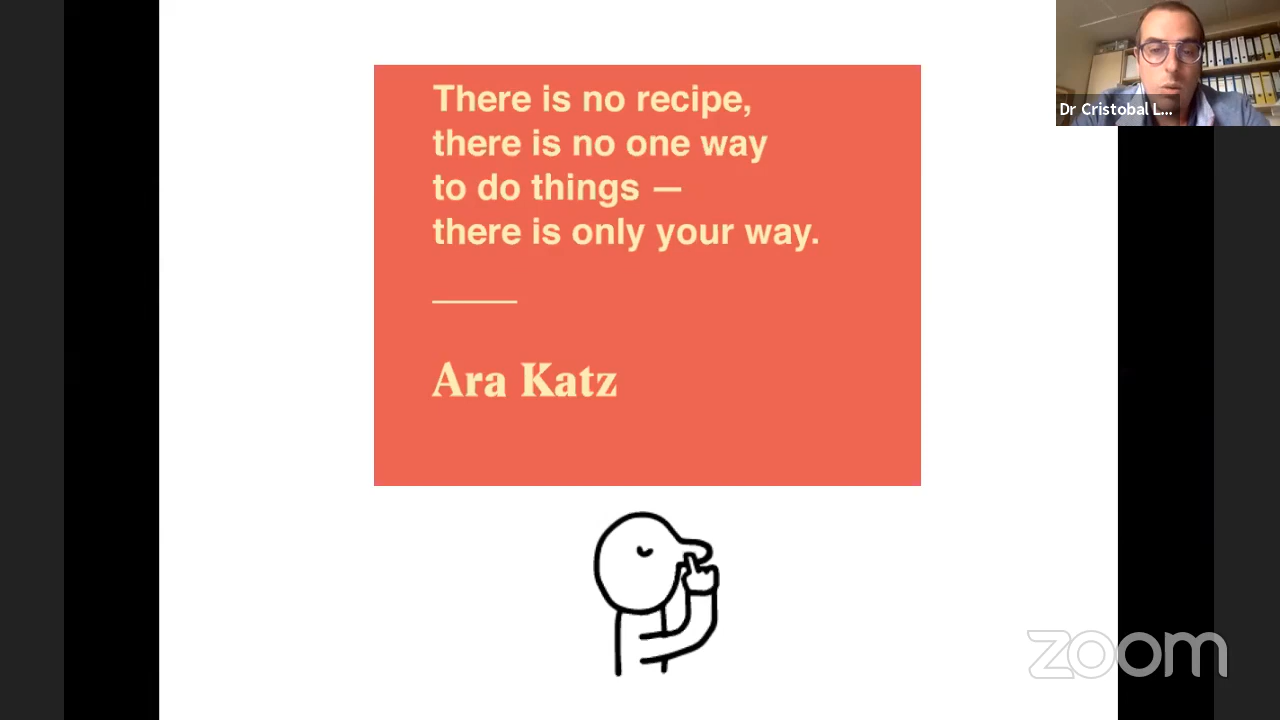 There is no recipe,
there is no one way
to do things —
there is only your way.
Ara Katz
Dr Cristobal L...
zoom